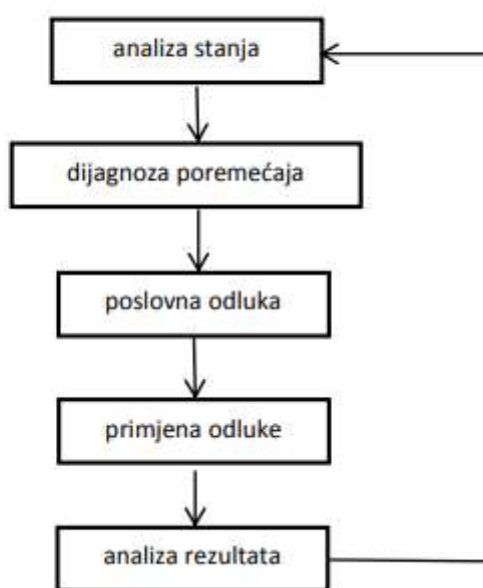 analiza stanja
dijagnoza poremećaja
poslovna odluka
primjena odluke
analiza rezultata